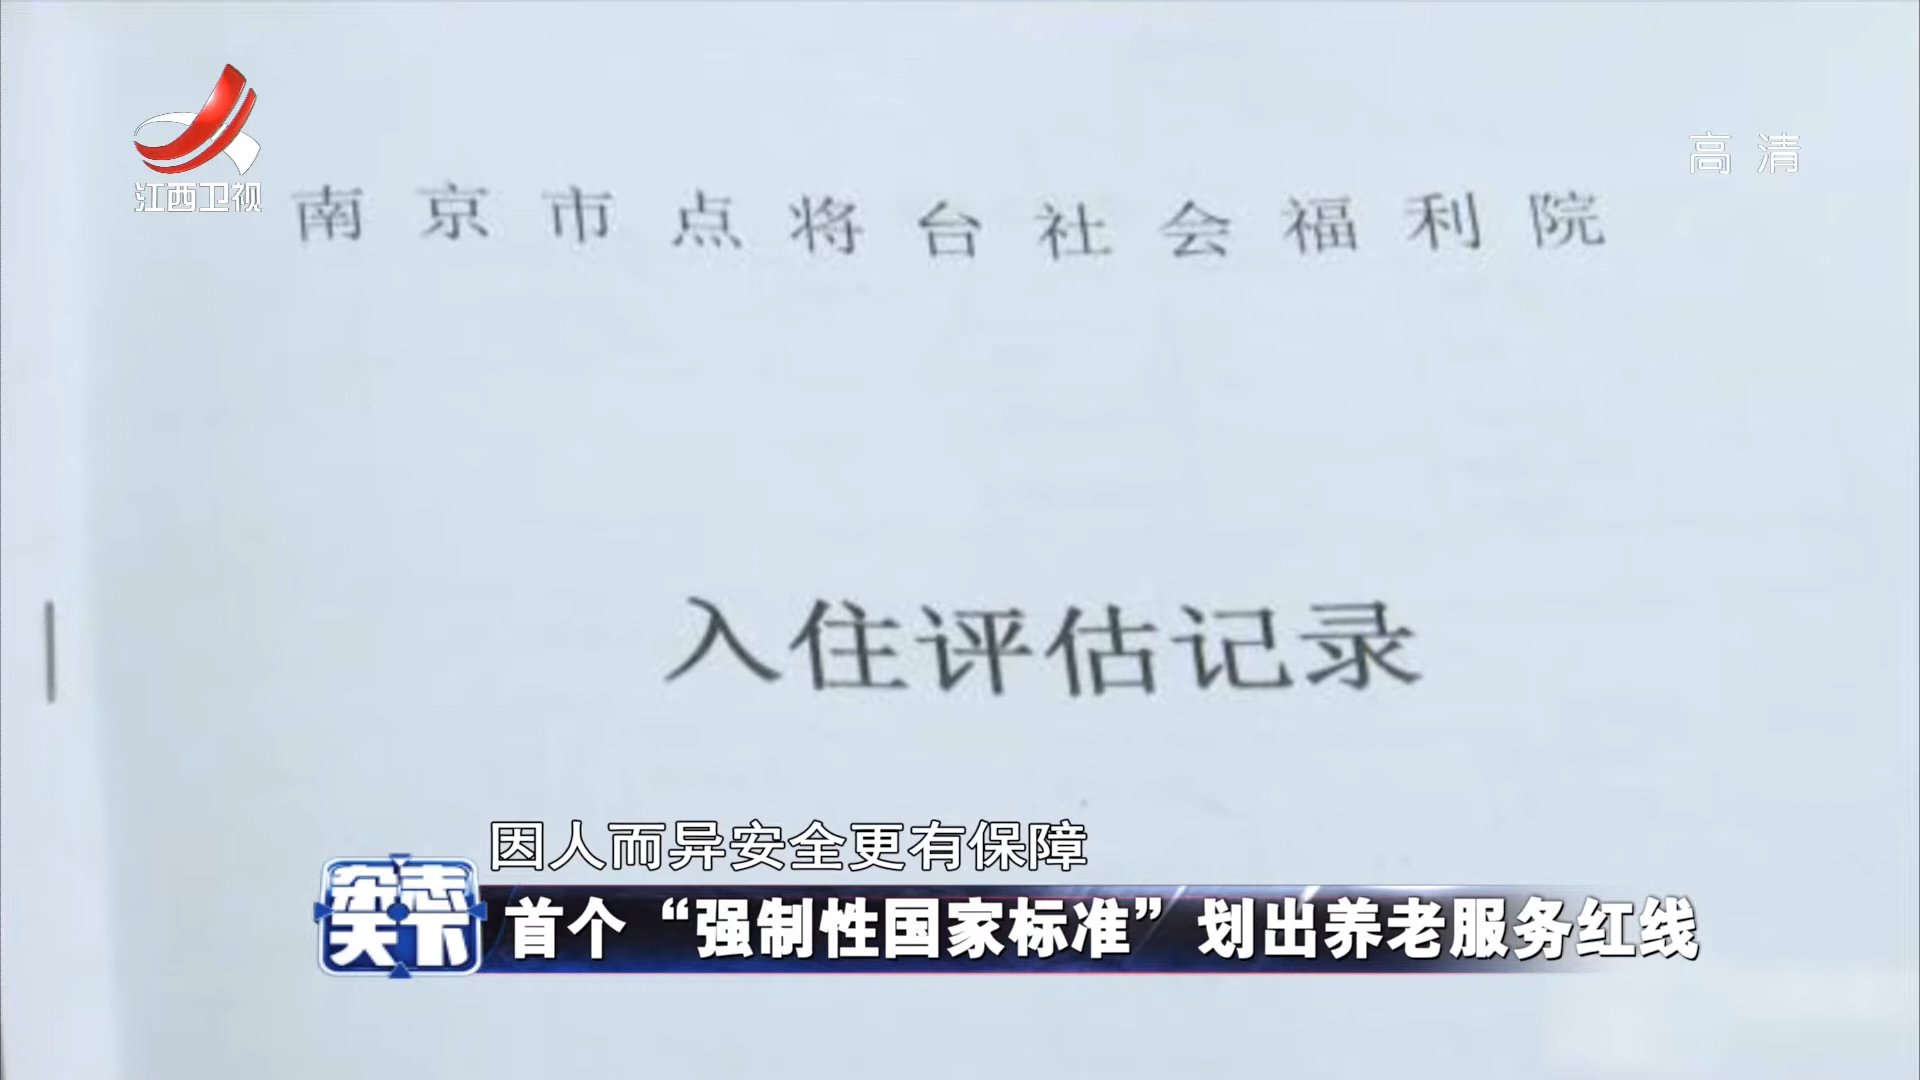 江西卫视
高清
南京市点将台社会福利院
入住评估记录
因人而异安全更有保障
杂志天下
首个“强制性国家标准”划出养老服务红线